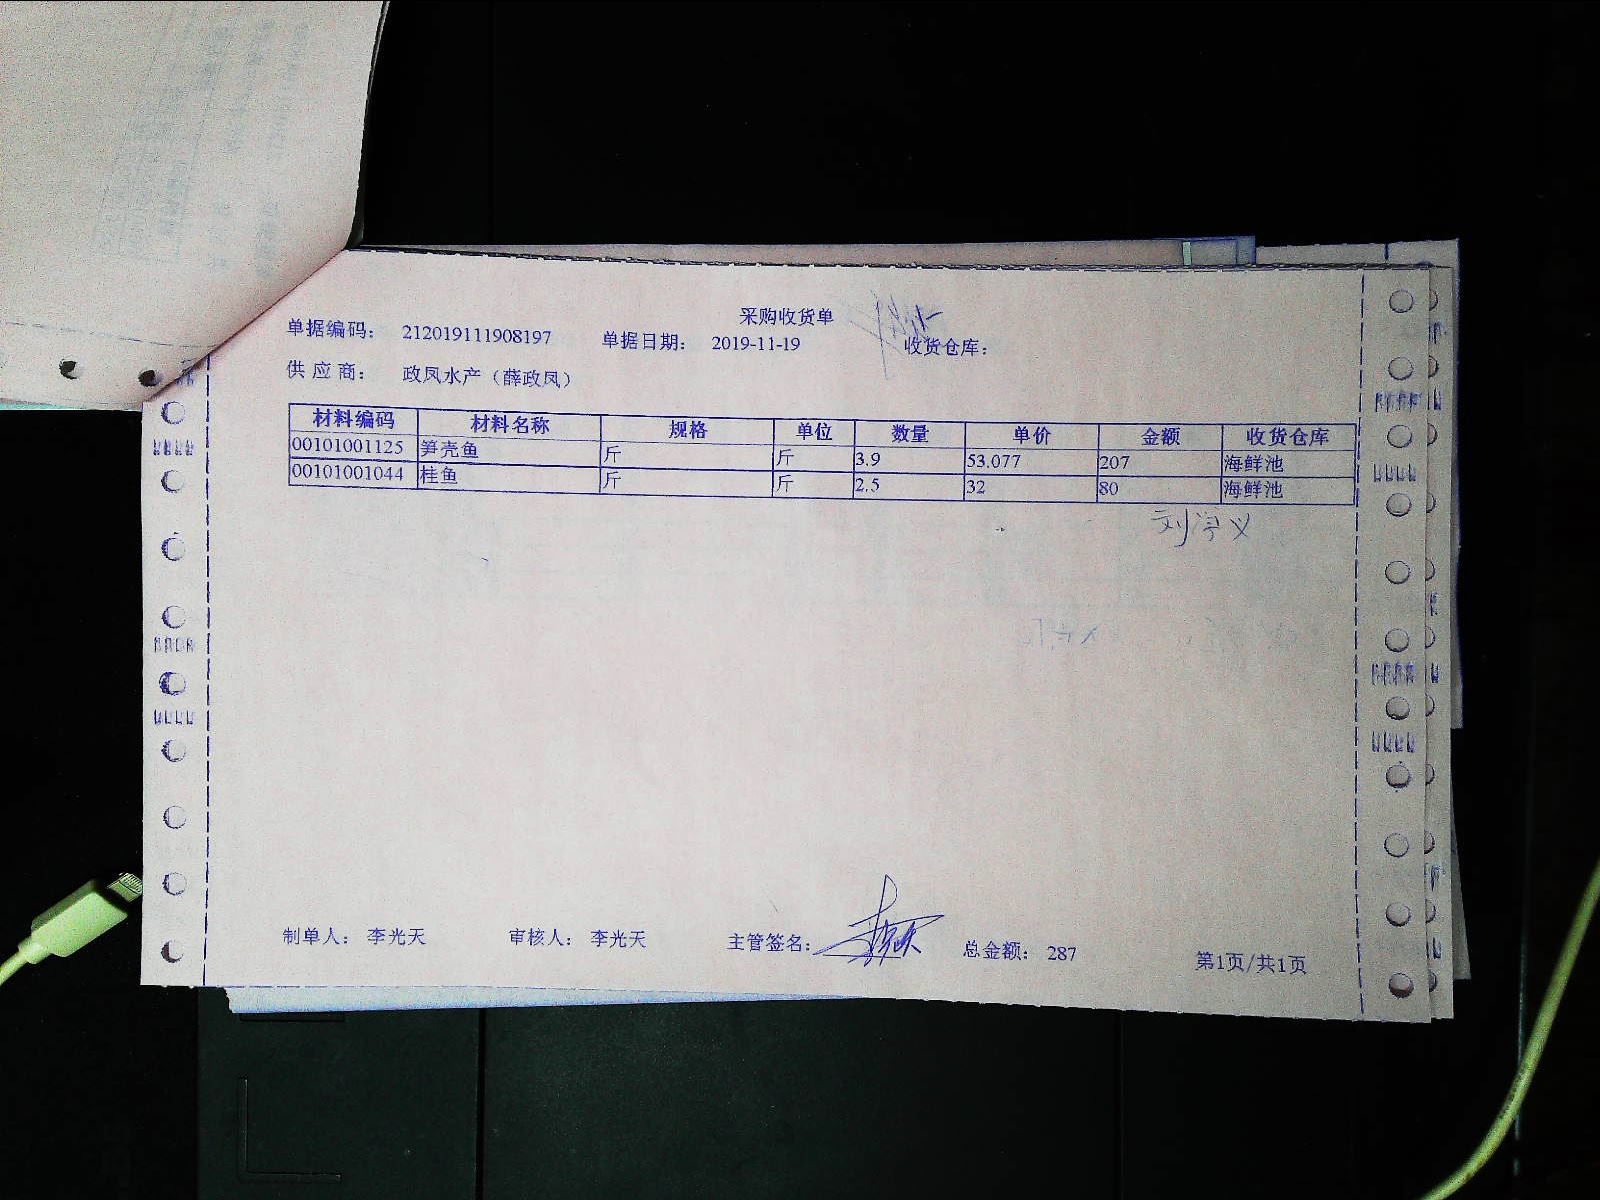 采购收货单
单据编码： 212019111908197 单据日期： 2019-11-19 收货仓库：
供 应 商： 政凤水产（薛政凤）
材料编码 材料名称 规格 单位 数量 单价 金额 收货仓库
00101001125 笋壳鱼 斤 斤 3.9 53.077 207 海鲜池
00101001044 桂鱼 斤 斤 2.5 32 80 海鲜池
制单人： 李光天 审核人： 李光天 主管签名： 总金额： 287 第1页/共1页